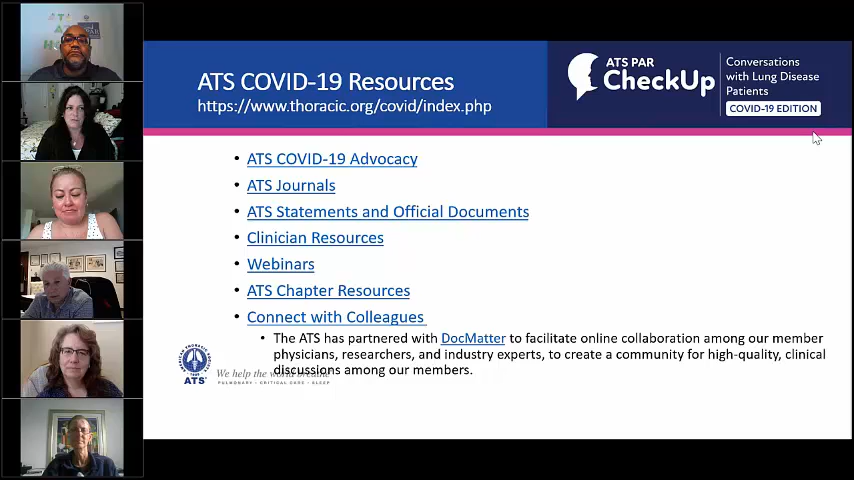 ATS COVID-19 Resources
https://www.thoracic.org/covid/index.php
ATS PAR
CheckUp
Conversations
with Lung Disease
Patients
COVID-19 EDITION
• ATS COVID-19 Advocacy
• ATS Journals
• ATS Statements and Official Documents
• Clinician Resources
• Webinars
• ATS Chapter Resources
• Connect with Colleagues
• The ATS has partnered with DocMatter to facilitate online collaboration among our member
physicians, researchers, and industry experts, to create a community for high-quality, clinical
discussions among our members.
AMERICAN THORACIC SOCIETY
1905
ATS
We help the world breathe
PULMONARY • CRITICAL CARE • SLEEP